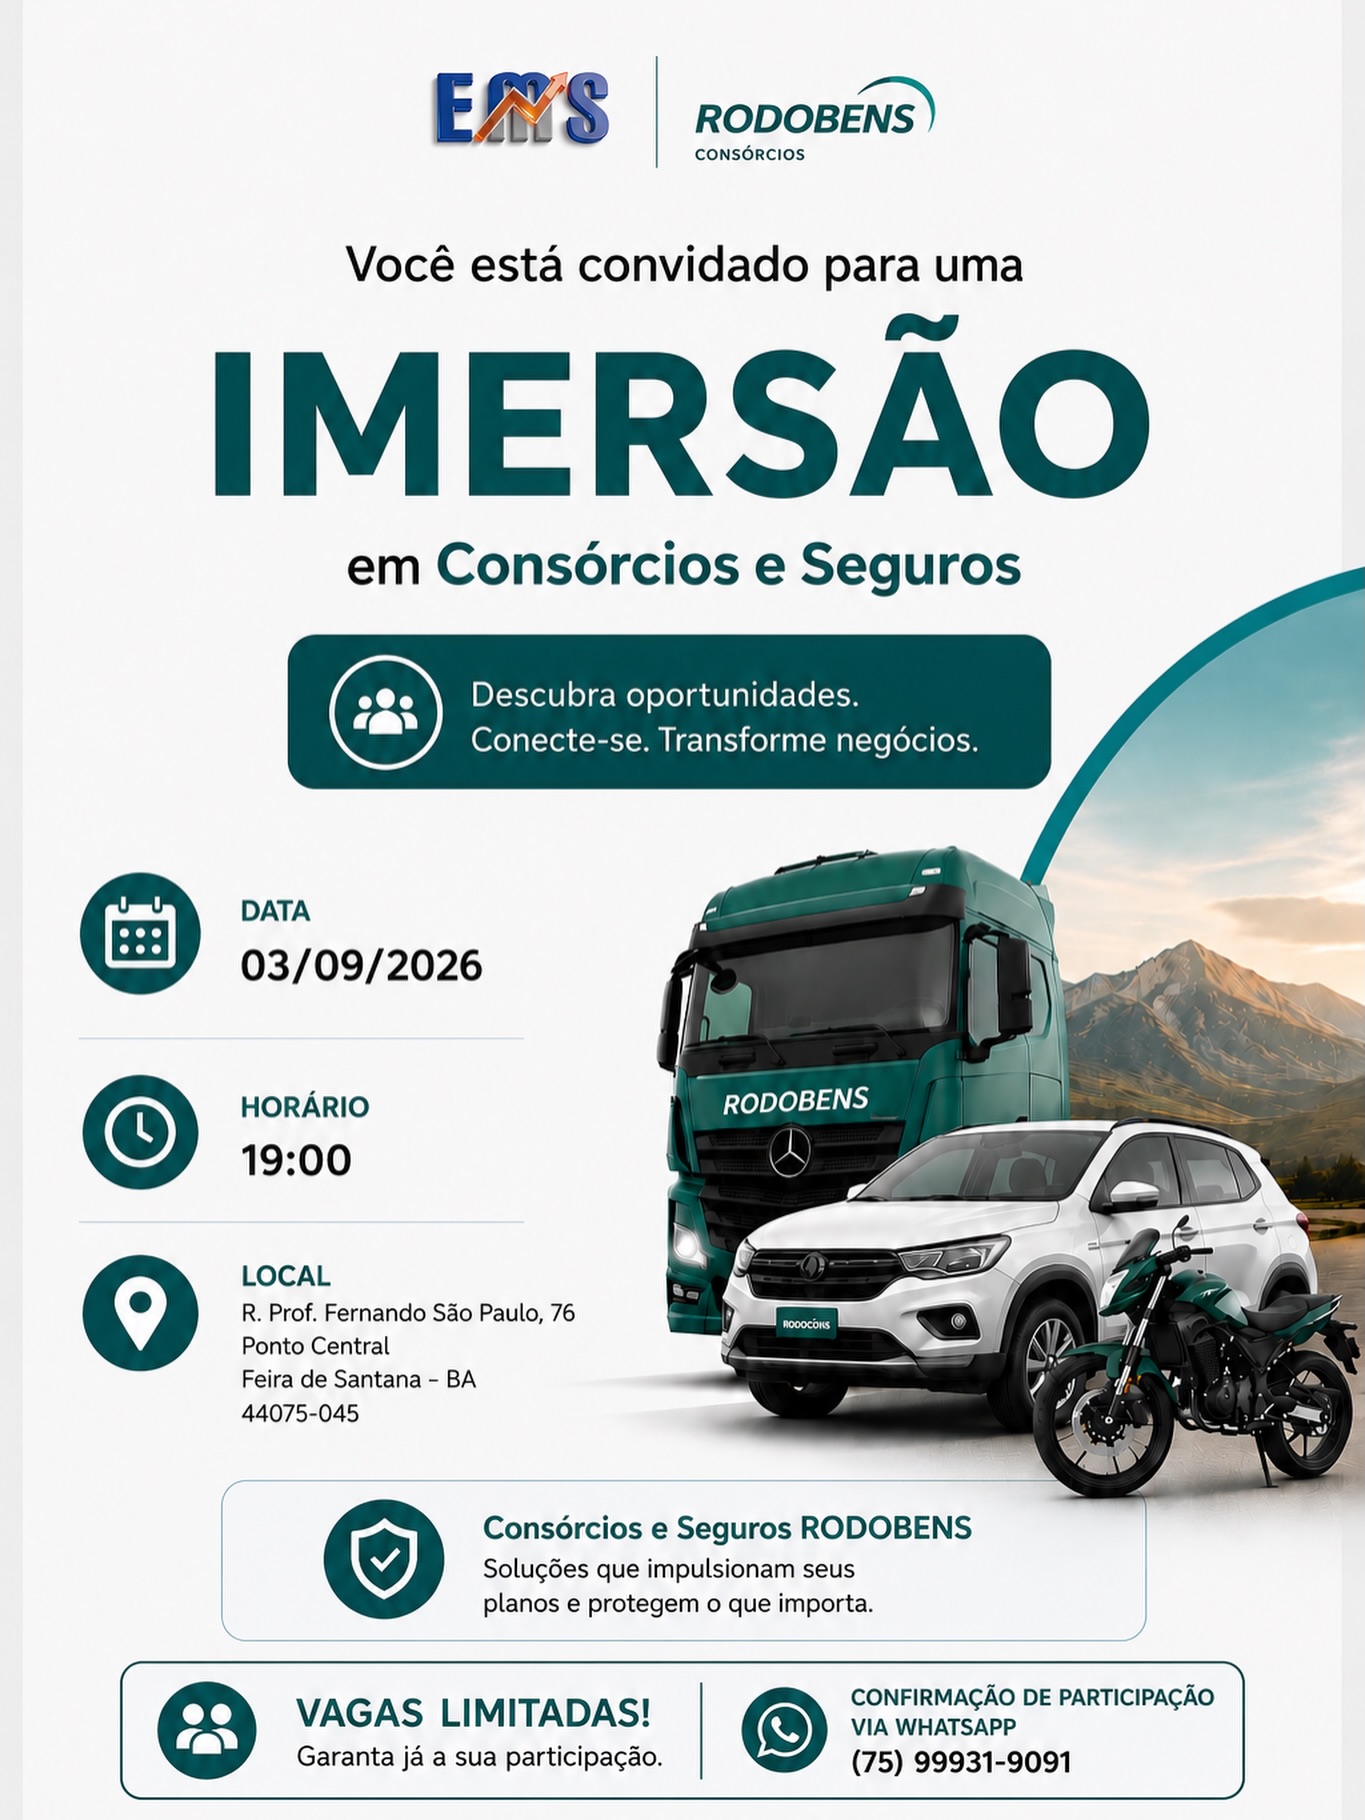 EMS
RODOBENS
CONSÓRCIOS
Você está convidado para uma
IMERSÃO
em Consórcios e Seguros
Descubra oportunidades.
Conecte-se. Transforme negócios.
DATA
03/09/2026
HORÁRIO
19:00
LOCAL
R. Prof. Fernando São Paulo, 76
Ponto Central
Feira de Santana - BA
44075-045
RODOBENS
Consórcios e Seguros RODOBENS
Soluções que impulsionam seus
planos e protegem o que importa.
VAGAS LIMITADAS!
Garanta já a sua participação.
CONFIRMAÇÃO DE PARTICIPAÇÃO
VIA WHATSAPP
(75) 99931-9091